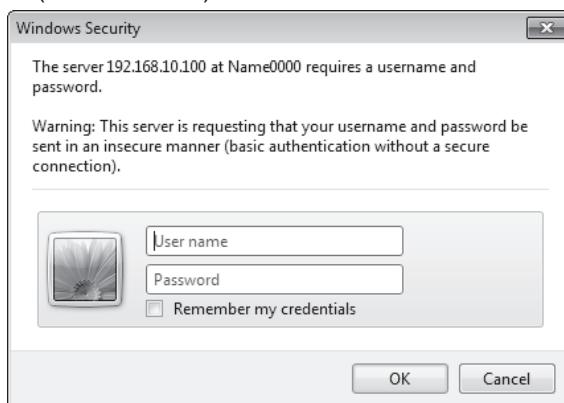 Windows Security
The server 192.168.10.100 at Name0000 requires a username and
password.
Warning: This server is requesting that your username and password be
sent in an insecure manner (basic authentication without a secure
connection).
User name
Password
Remember my credentials
OK
Cancel